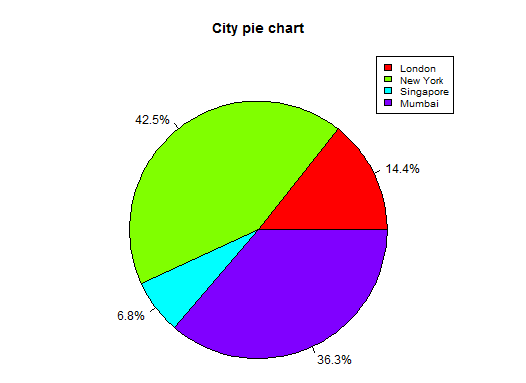 City pie chart
London
New York
Singapore
Mumbai
42.5%
14.4%
6.8%
36.3%